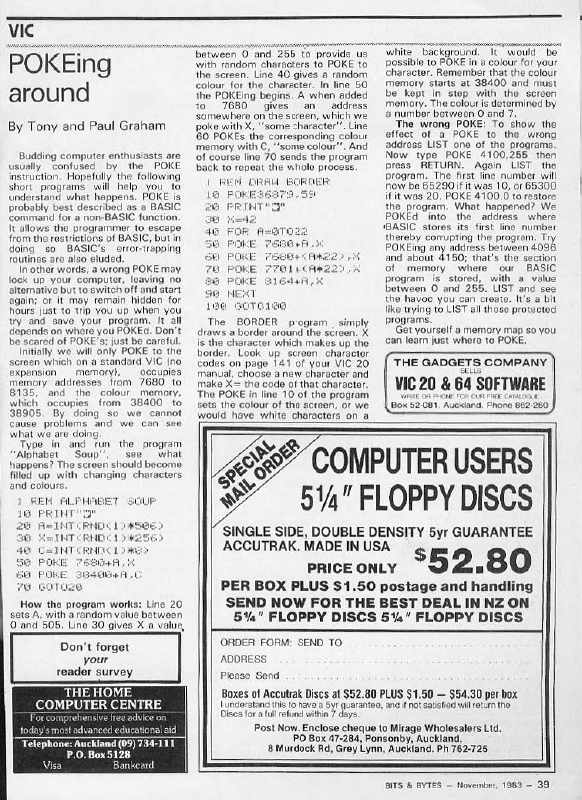 VIC
POKEing
around
By Tony and Paul Graham
Budding computer enthusiasts are
usually confused by the POKE
instruction. Hopefully the following
short programs will help you to
understand what happens. POKE is
probably best described as a BASIC
command for a non-BASIC function.
It allows the programmer to escape
from the restrictions of BASIC, but in
doing so BASIC's error-trapping
routines are also eluded.
In other words, a wrong POKE may
lock up your computer, leaving no
alternative but to switch off and start
again; or it may remain hidden for
hours just to trip you up when you
try and save your program. It all
depends on where you POKEd. Don't
be scared of POKE's; just be careful.
Initially we will only POKE to the
screen which on a standard VIC (no
expansion memory), occupies
memory addresses from 7680 to
8135, and the colour memory,
which occupies from 38400 to
38905. By doing so we cannot
cause problems and we can see
what we are doing.
Type in and run the program
"Alphabet Soup", see what
happens? The screen should become
filled up with changing characters
and colours.
1 REM ALPHABET SOUP
10 PRINT"
20 A=INT(RND(1)*506)
30 X=INT(RND(1)*256)
40 C=INT(RND(1)*8)
50 POKE 7680+A,X
60 POKE 38400+A,C
70 GOTO20
How the program works: Line 20
sets A, with a random value between
0 and 505. Line 30 gives X a value
Don't forget
your
reader survey
THE HOME
COMPUTER CENTRE
For comprehensive free advice on
today's most advanced educational aid
Telephone: Auckland (09) 734-111
P.O. Box 5128
Visa Bankcard
between 0 and 255 to provide us
with random characters to POKE to
the screen. Line 40 gives a random
colour for the character. In line 50
the POKEing begins. A when added
to 7680 gives an address
somewhere on the screen, which we
poke with X, "some character". Line
60 POKEs the corresponding colour
memory with C, "some colour". And
of course line 70 sends the program
back to repeat the whole process.
1 REM DRAW BORDER
10 POKE36879,59
20 PRINT"
30 X=42
40 FOR A=0TO22
50 POKE 7680+A,X
60 POKE 7680+(A*22),X
70 POKE 7701+(A*22),X
80 POKE 8164+A,X
90 NEXT
100 GOTO100
The BORDER program simply
draws a border around the screen. X
is the character which makes up the
border. Look up screen character
codes on page 141 of your VIC 20
manual, choose a new character and
make X= the code of that character.
The POKE in line 10 of the program
sets the colour of the screen, or we
would have white characters on a
white background. It would be
possible to POKE in a colour for your
character. Remember that the colour
memory starts at 38400 and must
be kept in step with the screen
memory. The colour is determined by
a number between 0 and 7.
The wrong POKE: To show the
effect of a POKE to the wrong
address LIST one of the programs.
Now type POKE 4100,255 then
press RETURN. Again LIST the
program. The first line number will
now be 65290 if it was 10, or 65300
if it was 20. POKE 4100.0 to restore
the program. What happened? We
POKEd into the address where
BASIC stores its first line number
thereby corrupting the program. Try
POKEing any address between 4096
and about 4150; that's the section
of memory where our BASIC
program is stored, with a value
between 0 and 255. LIST and see
the havoc you can create. It's a bit
like trying to LIST all those protected
programs.
Get yourself a memory map so you
can learn just where to POKE.
THE GADGETS COMPANY
SELLS
VIC 20 & 64 SOFTWARE
WRITE OR PHONE FOR OUR FREE CATALOGUE
Box 52-081, Auckland. Phone 862-260
SPECIAL
MAIL ORDER
COMPUTER USERS
5¼" FLOPPY DISCS
SINGLE SIDE, DOUBLE DENSITY 5yr GUARANTEE
ACCUTRAK. MADE IN USA
PRICE ONLY $52.80
PER BOX PLUS $1.50 postage and handling
SEND NOW FOR THE BEST DEAL IN NZ ON
5¼" FLOPPY DISCS 5¼" FLOPPY DISCS
ORDER FORM: SEND TO
ADDRESS
Please Send
Boxes of Accutrak Discs at $52.80 PLUS $1.50 — $54.30 per box
I understand this to have a 5yr guarantee, and if not satisfied will return the
Discs for a full refund within 7 days.
Post Now. Enclose cheque to Mirage Wholesalers Ltd.
PO Box 47-284, Ponsonby, Auckland,
8 Murdock Rd, Grey Lynn, Auckland. Ph 762-725
BITS & BYTES — November, 1983 — 39